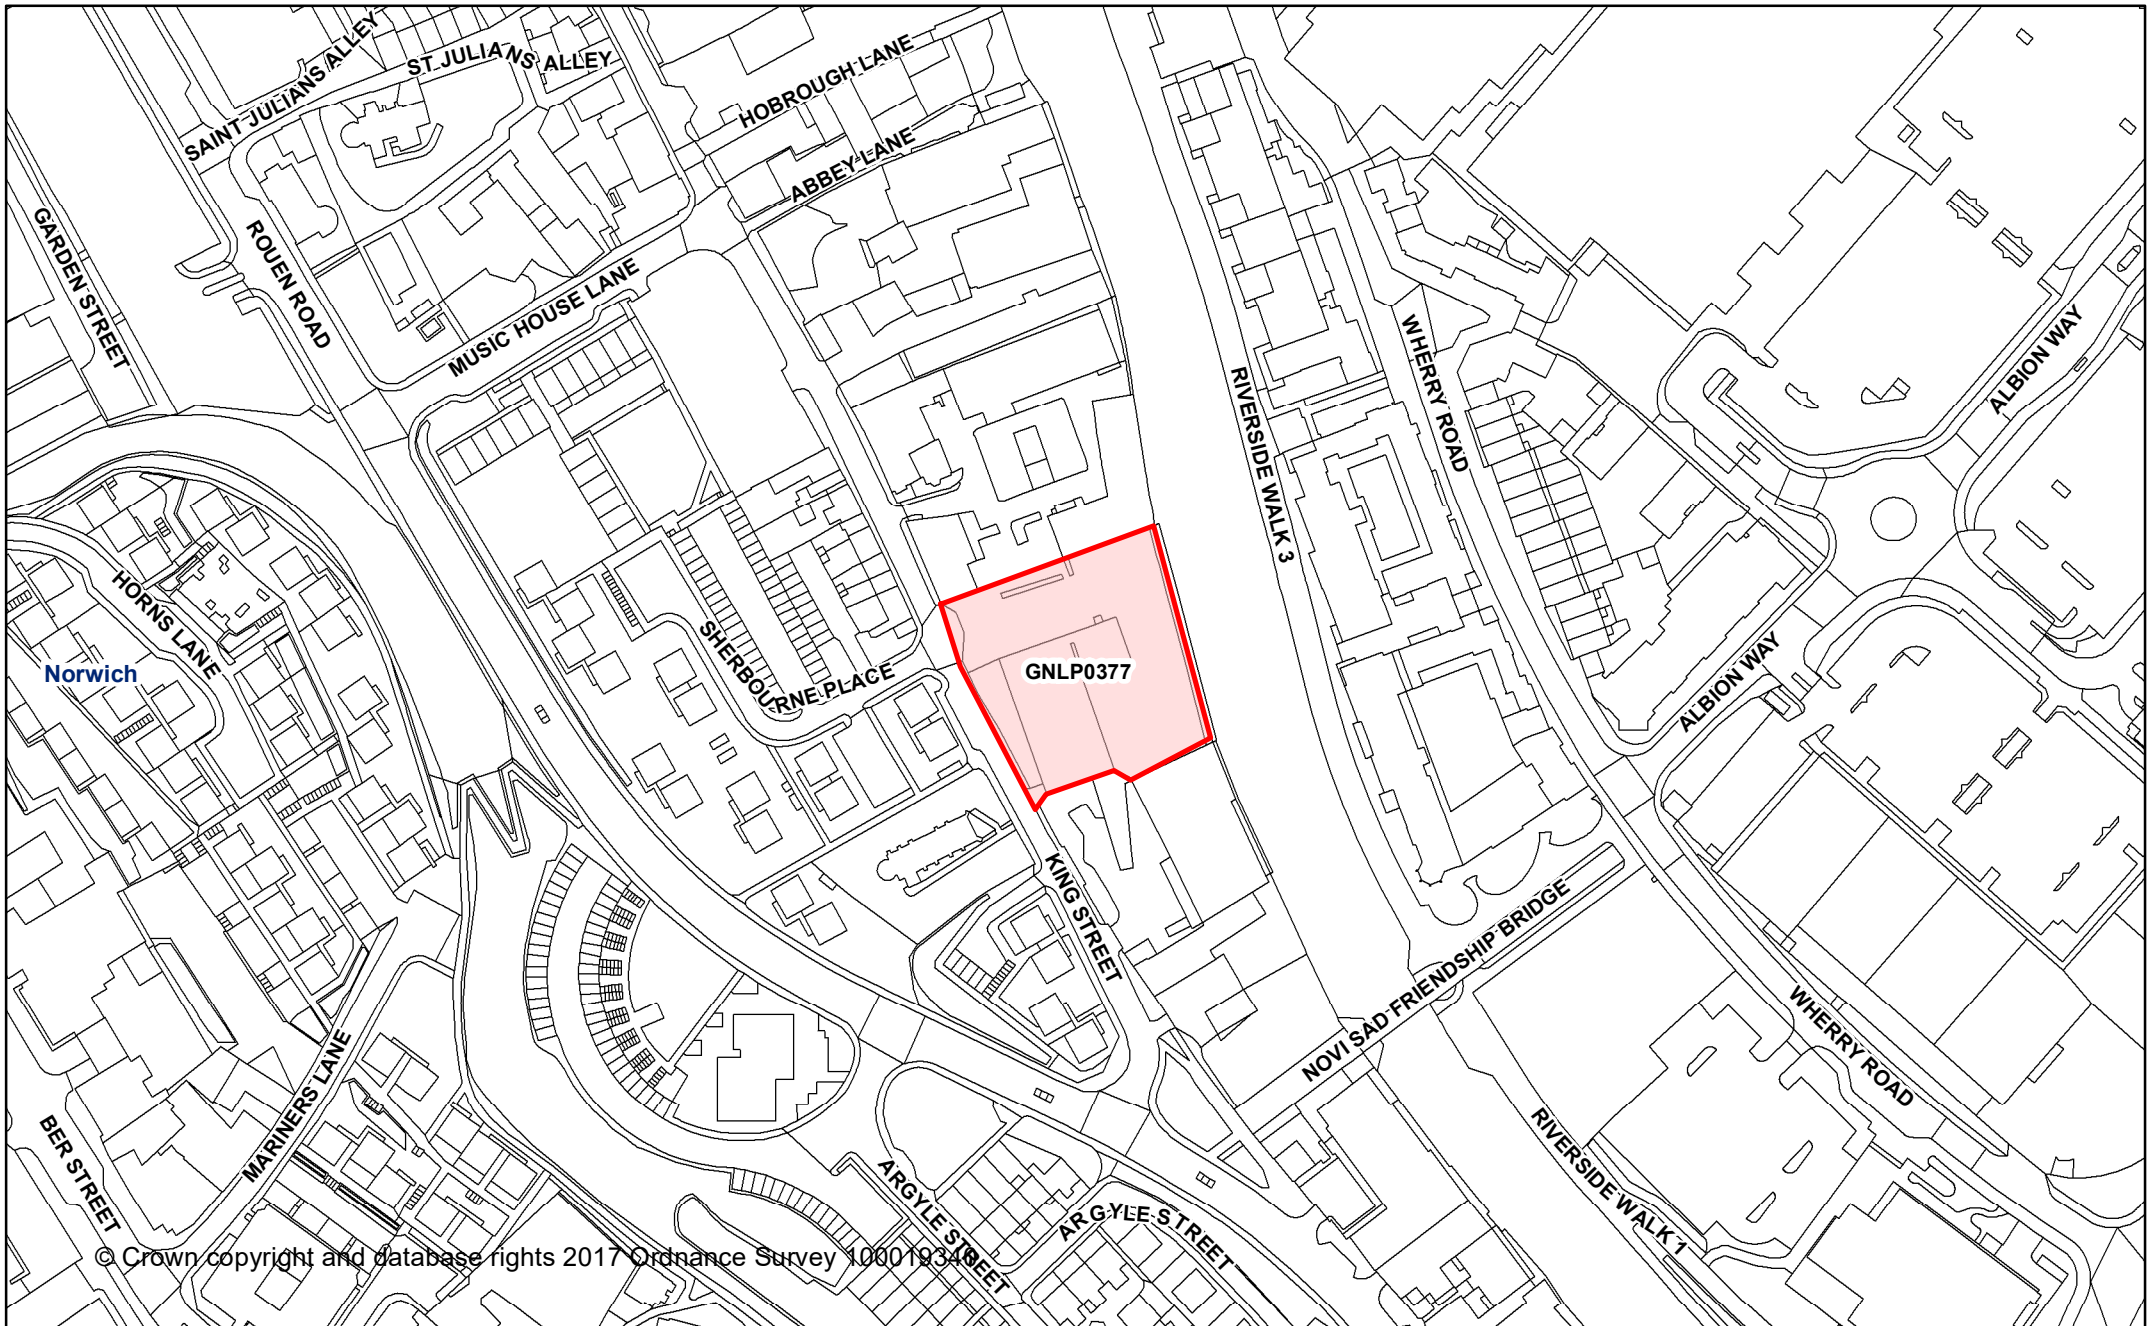 SAINT JULIANS ALLEY
ST JULIANS ALLEY
HOBROUGH LANE
ABBEY LANE
GARDEN STREET
ROUEN ROAD
MUSIC HOUSE LANE
RIVERSIDE WALK 3
WHERRY ROAD
ALBION WAY
HORNS LANE
Norwich
SHERBOURNE PLACE
GNLP0377
ALBION WAY
KING STREET
NOVI SAD FRIENDSHIP BRIDGE
WHERRY ROAD
MARINERS LANE
BER STREET
ARGYLE STREET
ARGYLE STREET
RIVERSIDE WALK 1
© Crown copyright and database rights 2017 Ordnance Survey 100019340